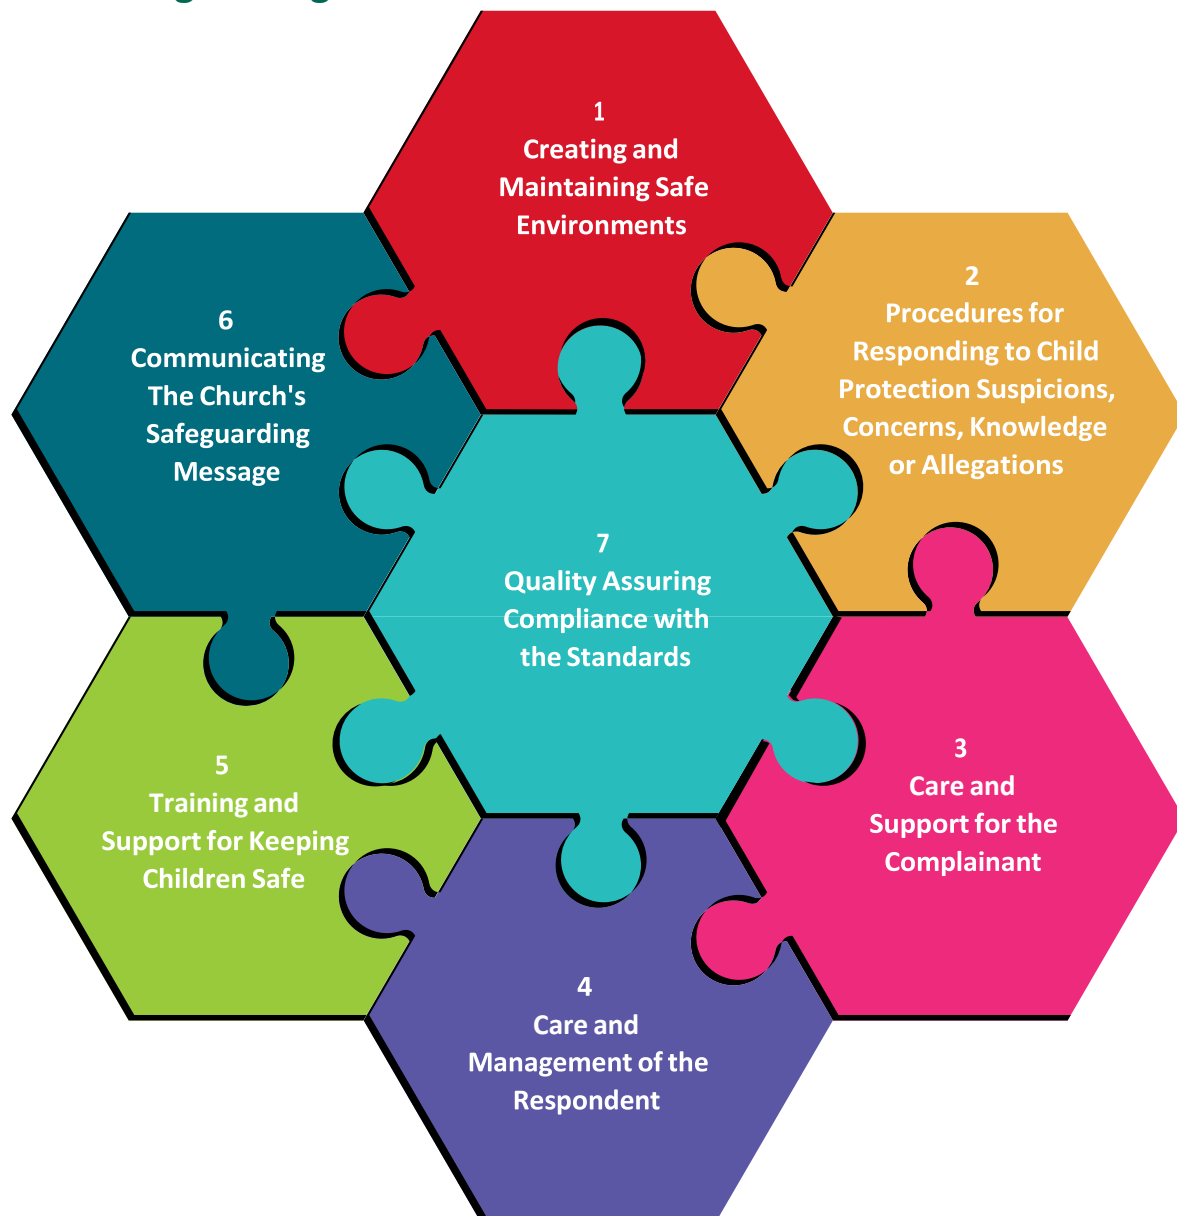 1
Creating and
Maintaining Safe
Environments
2
Procedures for
Responding to Child
Protection Suspicions,
Concerns, Knowledge
or Allegations
3
Care and
Support for the
Complainant
4
Care and
Management of the
Respondent
5
Training and
Support for Keeping
Children Safe
6
Communicating
The Church's
Safeguarding
Message
7
Quality Assuring
Compliance with
the Standards